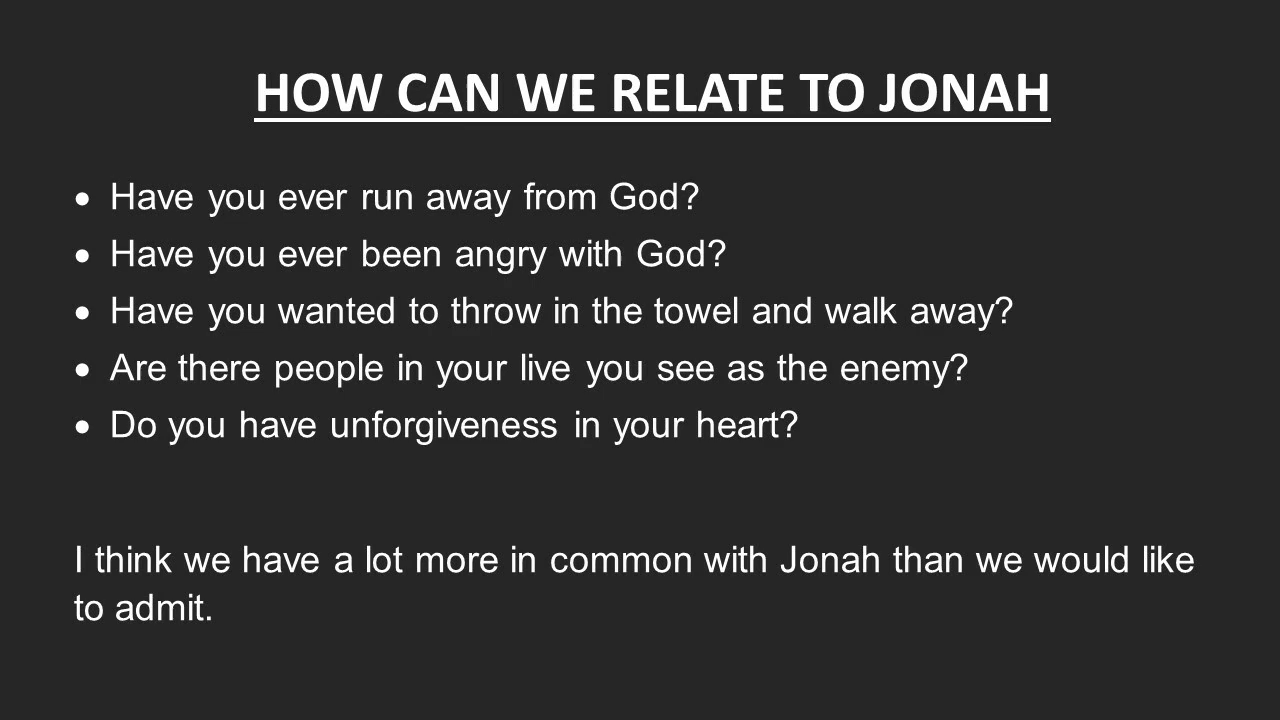 HOW CAN WE RELATE TO JONAH
• Have you ever run away from God?
• Have you ever been angry with God?
• Have you wanted to throw in the towel and walk away?
• Are there people in your live you see as the enemy?
• Do you have unforgiveness in your heart?
I think we have a lot more in common with Jonah than we would like
to admit.